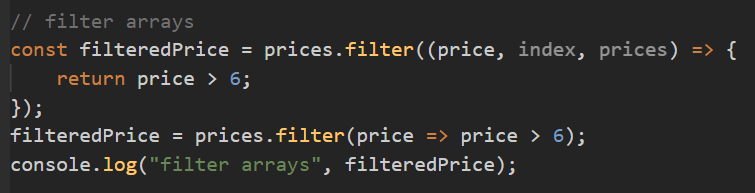 // filter arrays
const filteredPrice = prices.filter((price, index, prices) => {
    return price > 6;
});
filteredPrice = prices.filter(price => price > 6);
console.log("filter arrays", filteredPrice);